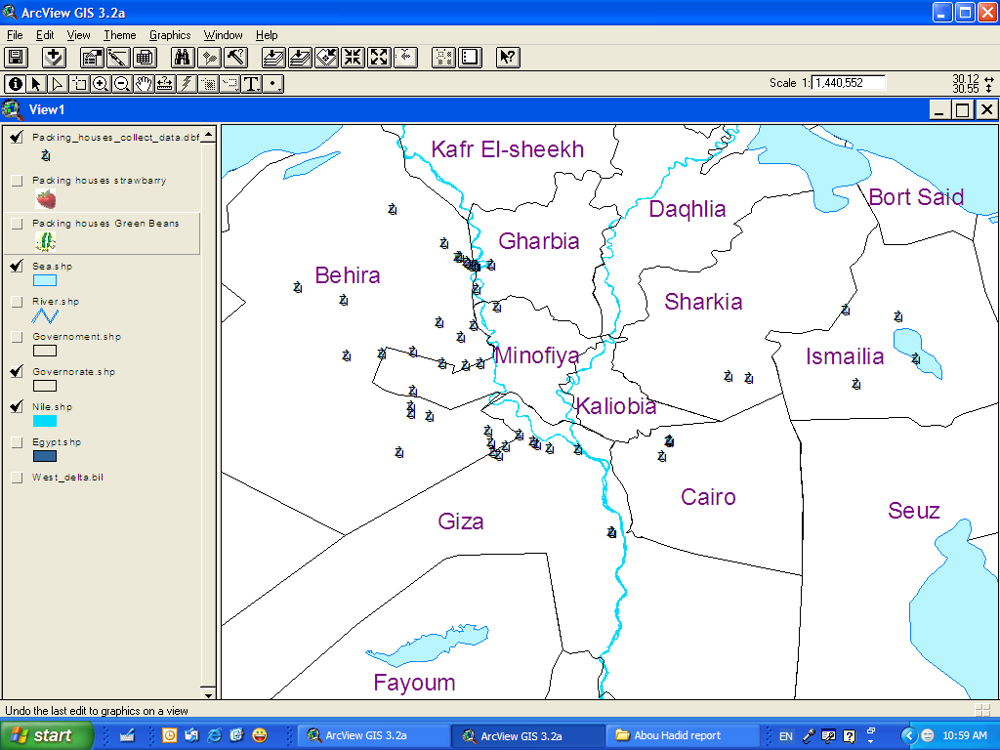 ArcView GIS 3.2a
File Edit View Theme Graphics Window Help
Scale 1: 1,440,552
30.12
30.55
View1
Packing_houses_collect_data.dbf
Packing houses strawbarry
Packing houses Green Beans
Sea.shp
River.shp
Governoment.shp
Governorate.shp
Nile.shp
Egypt.shp
West_delta.bil
Kafr El-sheekh
Daqhlia
Bort Said
Gharbia
Behira
Sharkia
Minofiya
Ismailia
Kaliobia
Cairo
Seuz
Giza
Fayoum
Undo the last edit to graphics on a view
start
ArcView GIS 3.2a
ArcView GIS 3.2a
Abou Hadid report
EN
10:59 AM